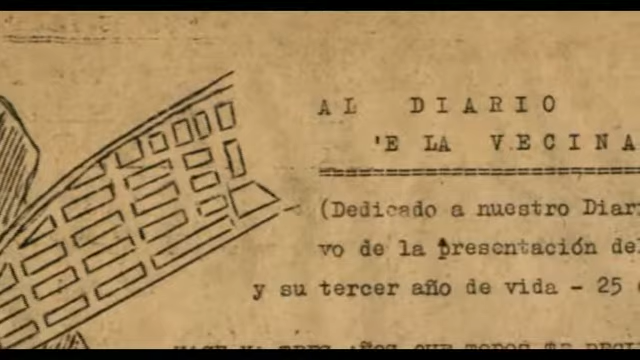 AL DIARIO
'E LA VECINA
(Dedicado a nuestro Diar
vo de la presentación del
y su tercer año de vida - 25